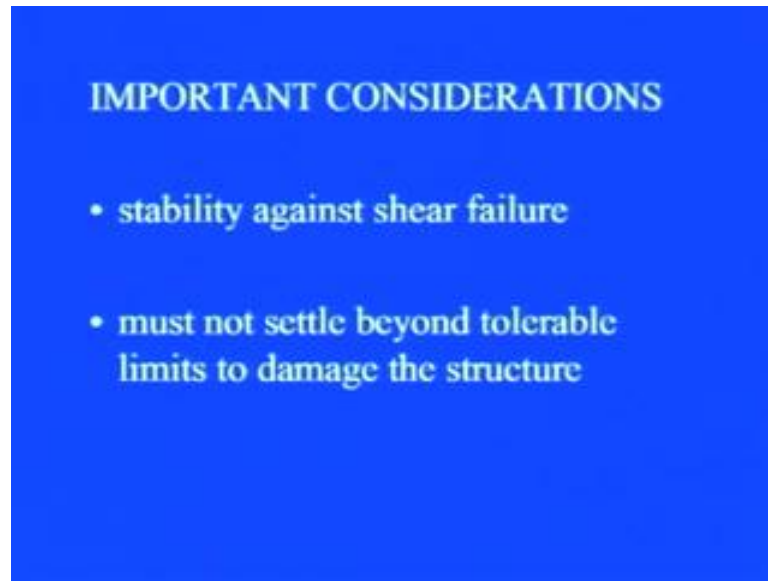 IMPORTANT CONSIDERATIONS
• stability against shear failure
• must not settle beyond tolerable
limits to damage the structure